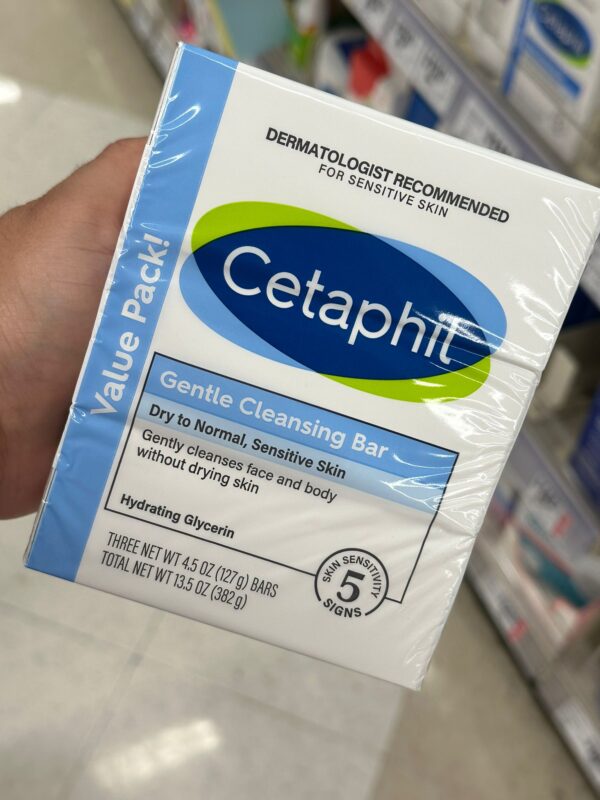 DERMATOLOGIST RECOMMENDED
FOR SENSITIVE SKIN
Cetaphil
Value Pack!
Gentle Cleansing Bar
Dry to Normal, Sensitive Skin
Gently cleanses face and body
without drying skin
Hydrating Glycerin
THREE NET WT 4.5 OZ (127 g) BARS
TOTAL NET WT 13.5 OZ (382 g)
SKIN SENSITIVITY
5
SIGNS